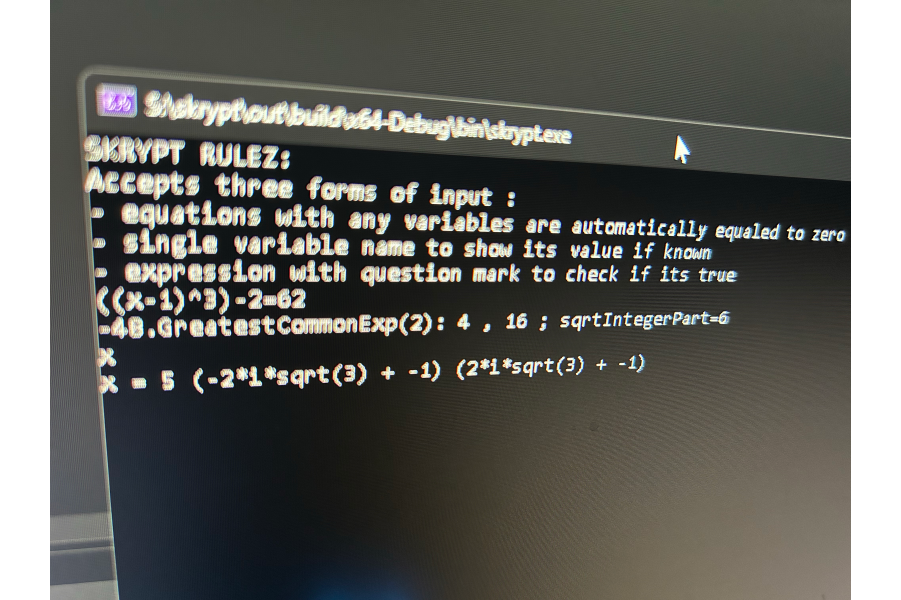 S:\skrypt\out\build\x64-Debug\bin\skrypt.exe
SKRYPT RULEZ:
Accepts three forms of input :
- equations with any variables are automatically equaled to zero
- single variable name to show its value if known
- expression with question mark to check if its true
((x-1)^3)-2=62
-48.GreatestCommonExp(2): 4 , 16 ; sqrtIntegerPart=6
x
x = 5 (-2*i*sqrt(3) + -1) (2*i*sqrt(3) + -1)